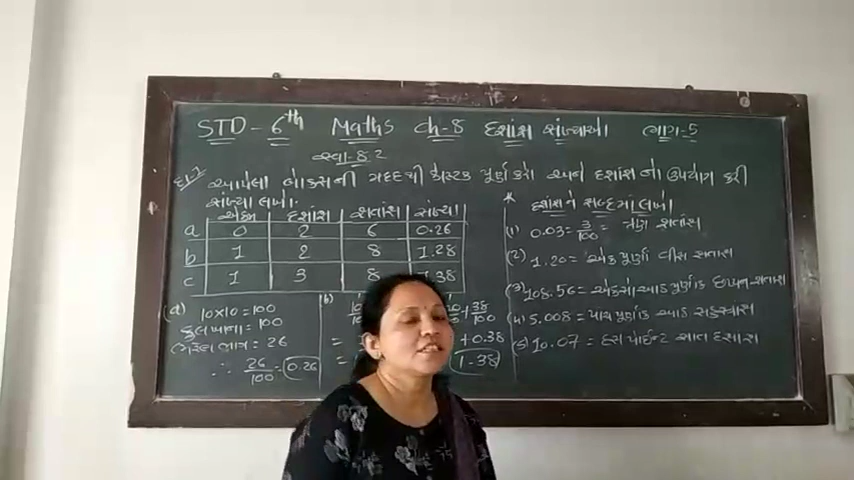 STD-6th Maths Ch-8 દશાંશ સંખ્યાઓ ભાગ-5
સ્વા-8.2
આપેલા બોક્સની મદદથી કોસ્ટક પૂર્ણ કરો અને દશાંશ નો ઉપયોગ કરી
સંખ્યા લખો.
એકમ દશાંશ શતાંશ સંખ્યા
a 0 2 6 0.26
b 1 2 8 1.28
c 1 3 8 1.38
(a) 10×10=100
કુલ ખાના = 100
ભરેલ ભાગ = 26
∴ 26/100 = 0.26
(b)
+ 38/100
+ 0.38
1.38
* દશાંશને શબ્દમાં લખો
(1) 0.03 = 3/100 = ત્રણ શતાંશ
(2) 1.20 = એક પૂર્ણાં વીસ સતાસ
(3) 108.56 = એકસો આઠ પૂર્ણાંક છપ્પન-શતાસ
(4) 5.008 = પાંચ પૂર્ણાંક આઠ સહસ્ત્રાંસ
(5) 10.07 = દસ પોઈન્ટ સાત દસાસ